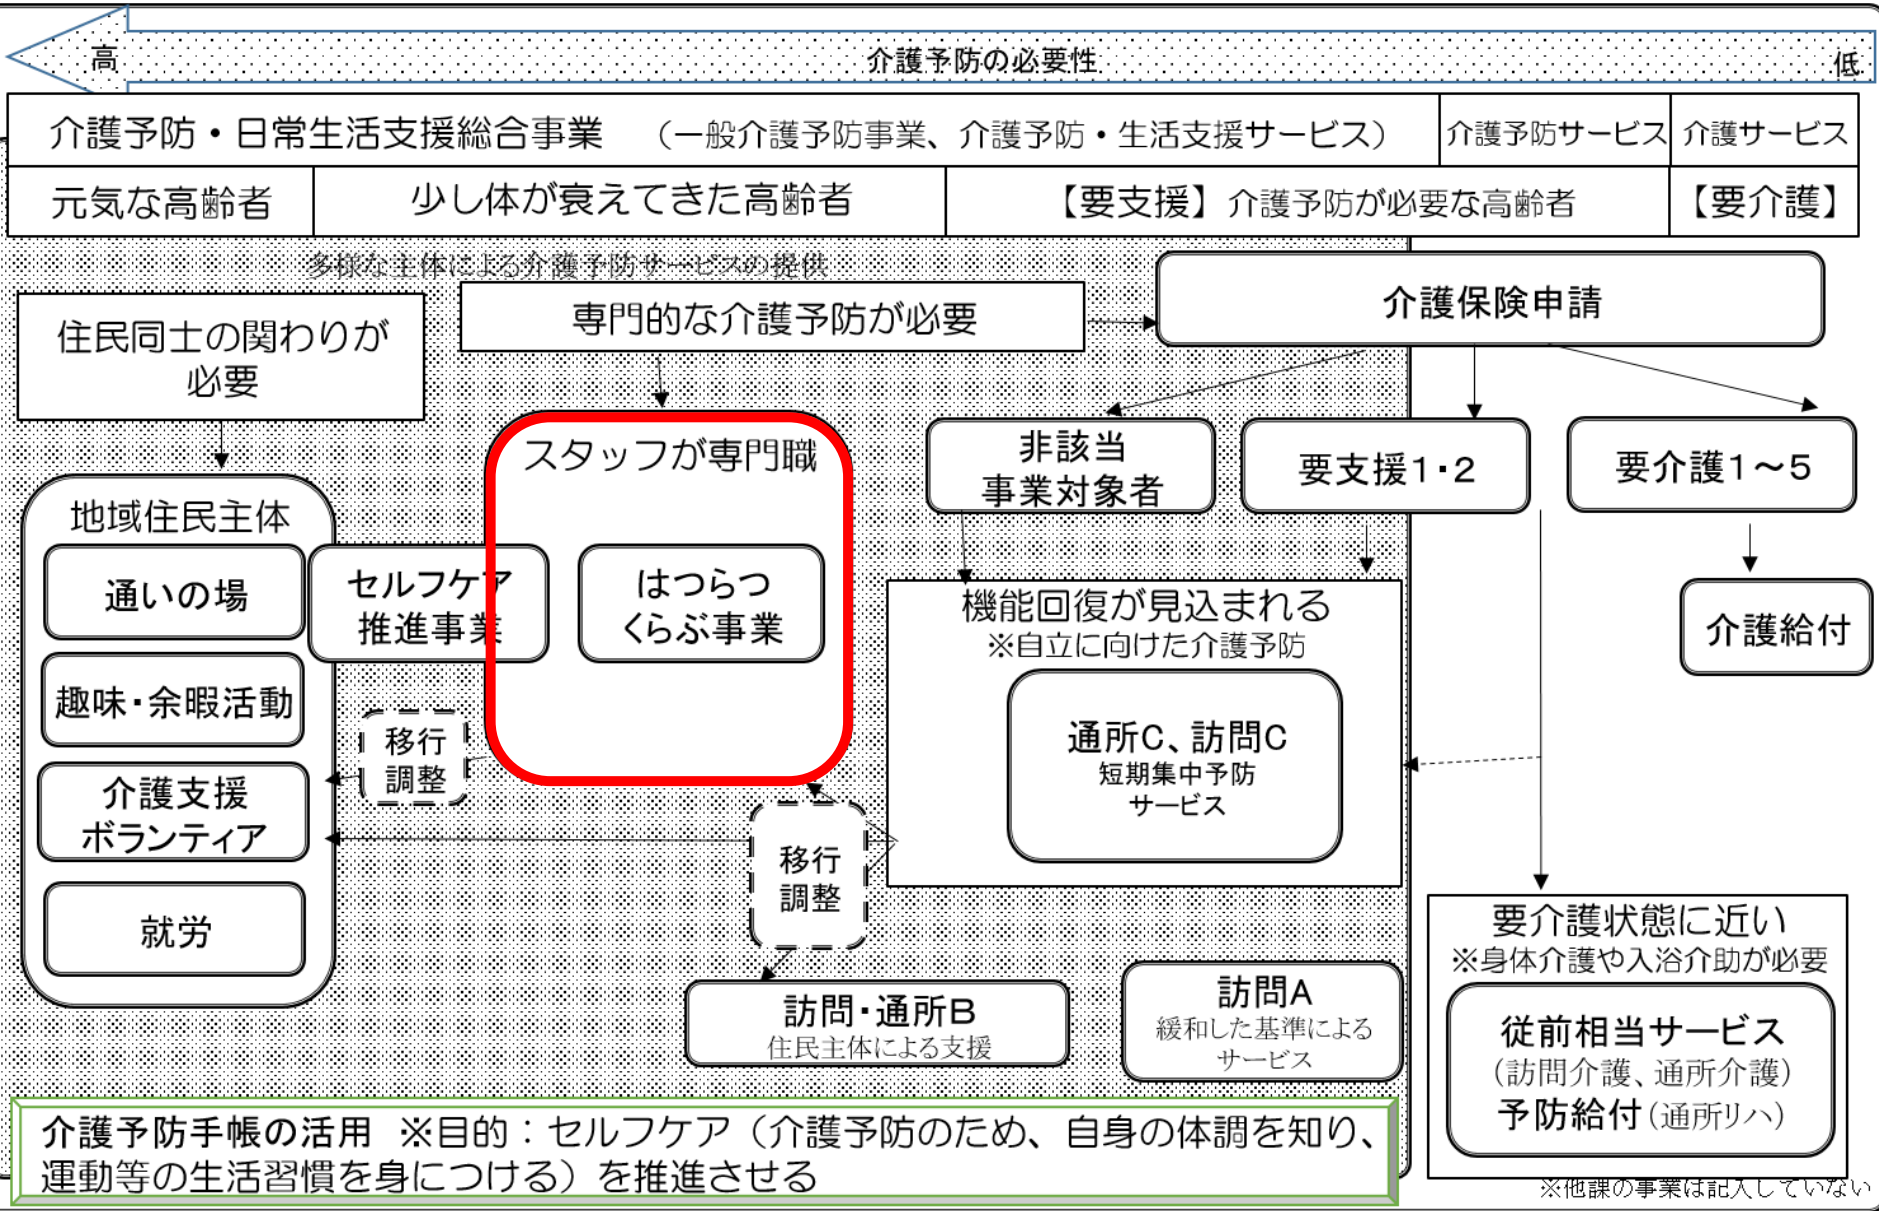 高
介護予防の必要性
低
介護予防・日常生活支援総合事業　（一般介護予防事業、介護予防・生活支援サービス）
介護予防サービス
介護サービス
元気な高齢者
少し体が衰えてきた高齢者
【要支援】介護予防が必要な高齢者
【要介護】
多様な主体による介護予防サービスの提供
住民同士の関わりが
必要
専門的な介護予防が必要
介護保険申請
スタッフが専門職
非該当
事業対象者
要支援1・2
要介護1～5
地域住民主体
通いの場
セルフケア
推進事業
はつらつ
くらぶ事業
機能回復が見込まれる
※自立に向けた介護予防
介護給付
趣味・余暇活動
移行
調整
通所C、訪問C
短期集中予防
サービス
介護支援
ボランティア
移行
調整
就労
要介護状態に近い
※身体介護や入浴介助が必要
訪問・通所B
住民主体による支援
訪問A
緩和した基準による
サービス
従前相当サービス
（訪問介護、通所介護）
予防給付（通所リハ）
介護予防手帳の活用　※目的：セルフケア（介護予防のため、自身の体調を知り、
運動等の生活習慣を身につける）を推進させる
※他課の事業は記入していない